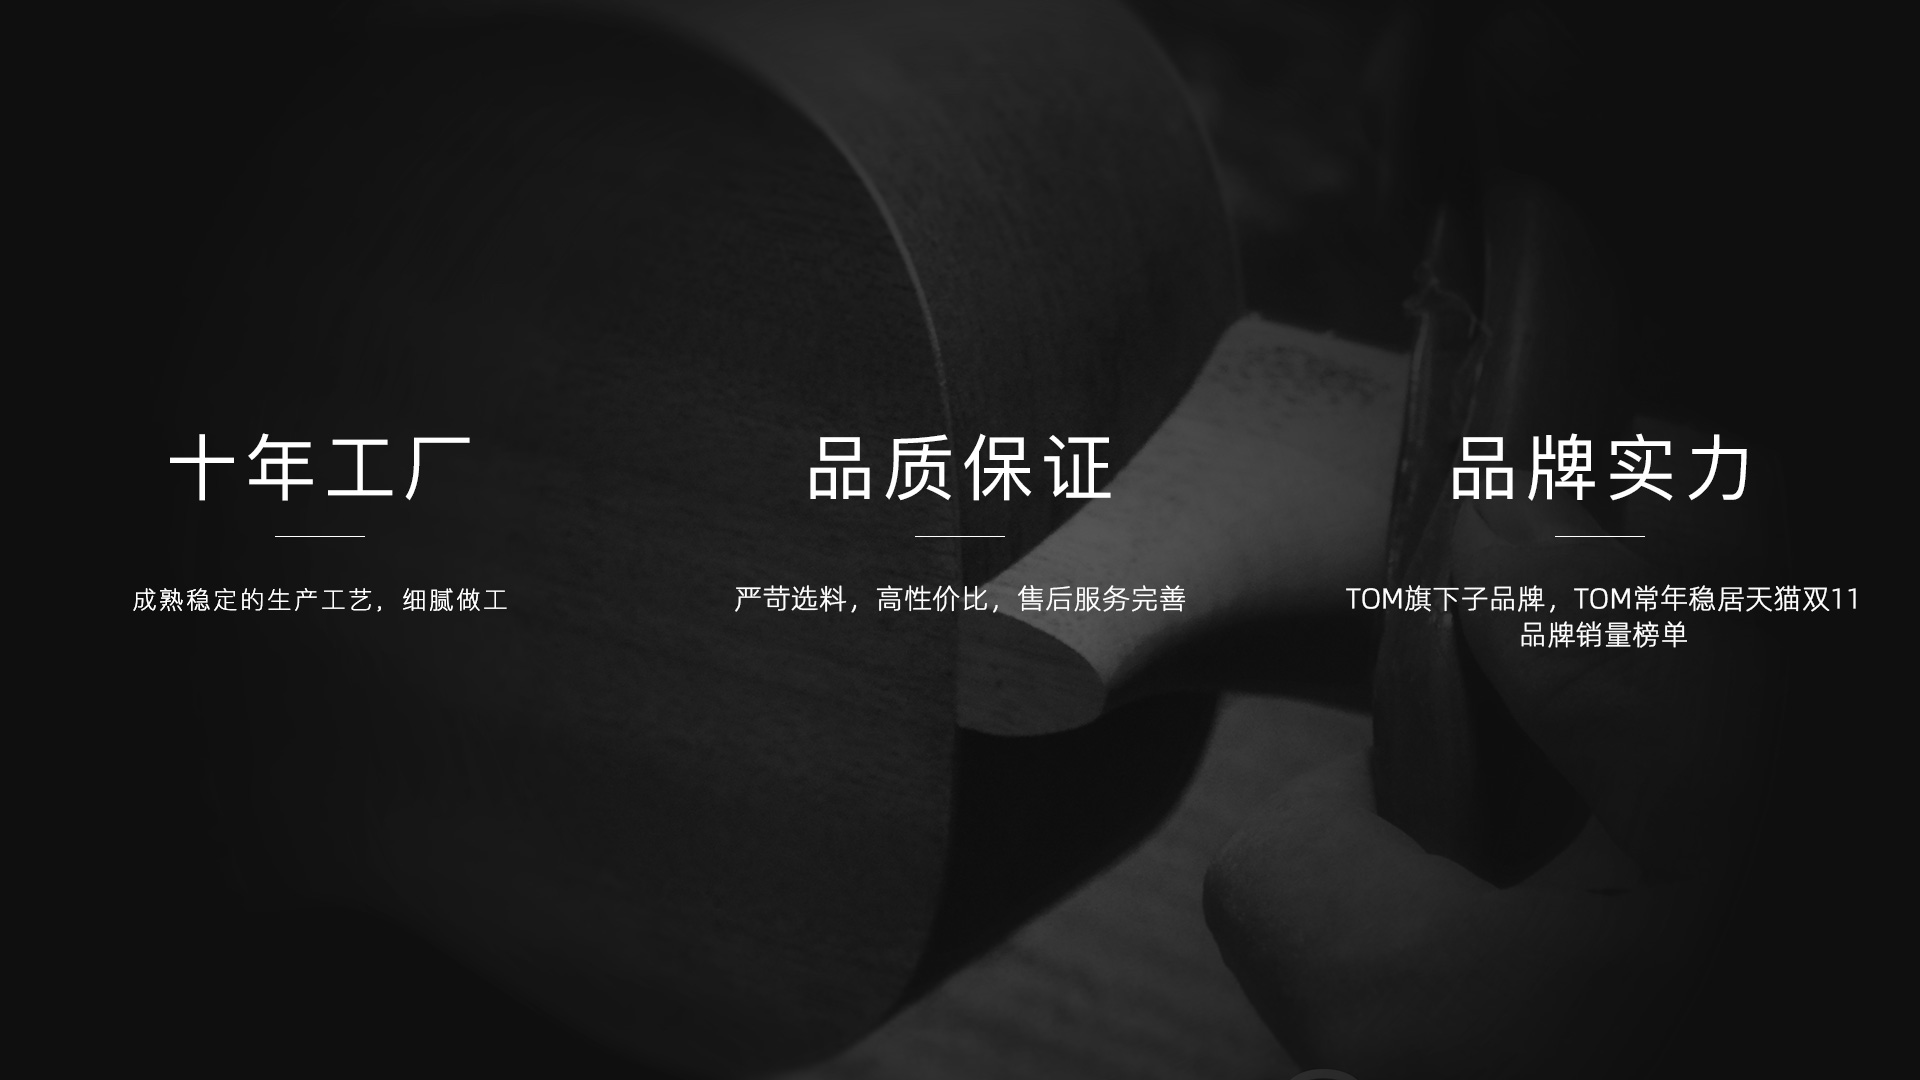 十年工厂
成熟稳定的生产工艺，细腻做工
品质保证
严苛选料，高性价比，售后服务完善
品牌实力
TOM旗下子品牌，TOM常年稳居天猫双11
品牌销量榜单